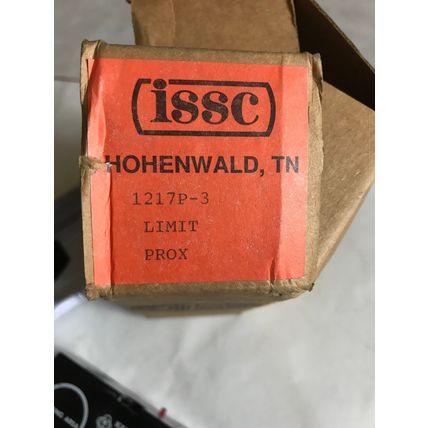 issc
HOHENWALD, TN
1217P-3
LIMIT
PROX